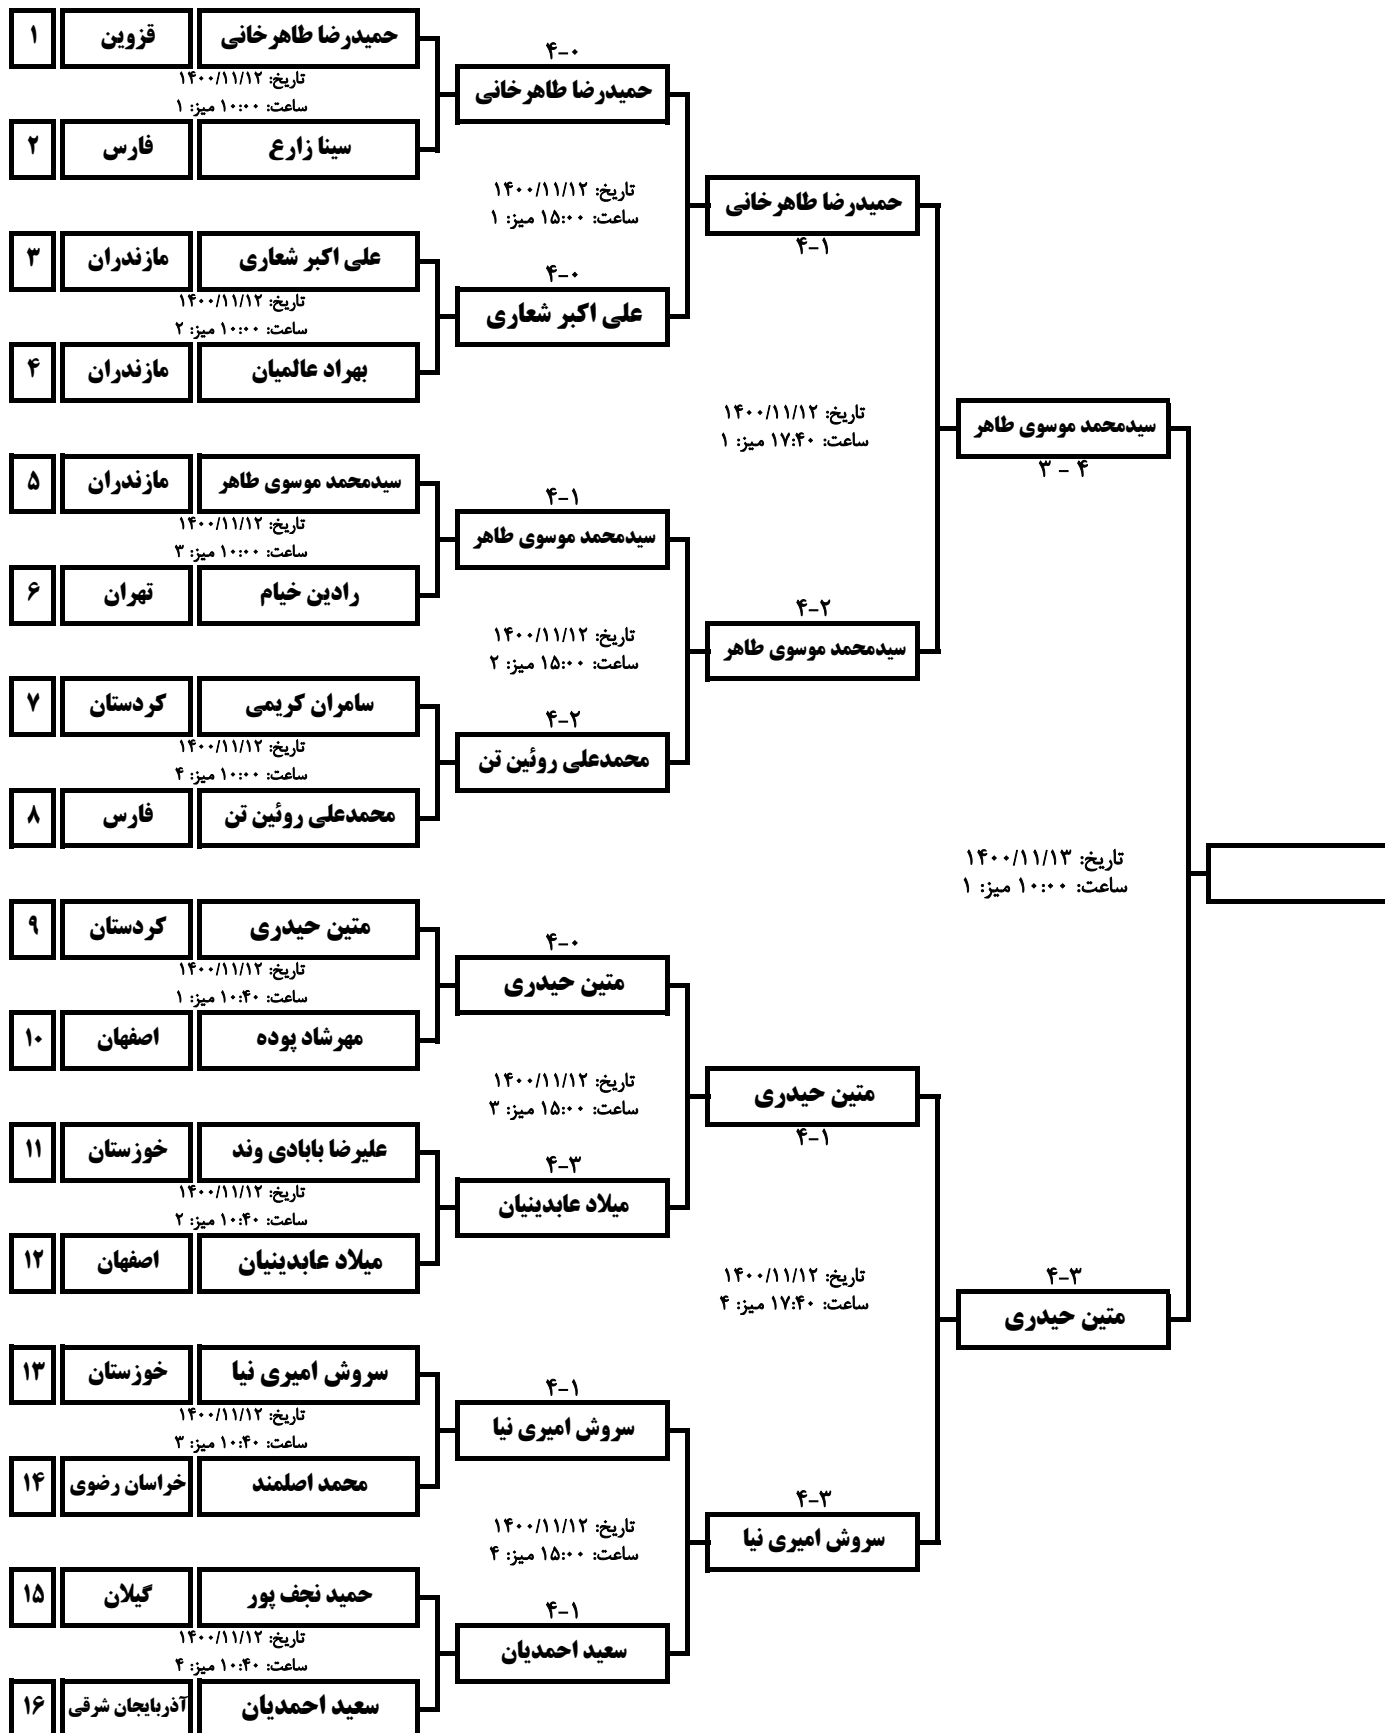 ۱ قزوین حمیدرضا طاهرخانی
تاریخ: ۱۴۰۰/۱۱/۱۲
ساعت: ۱۰:۰۰ میز: ۱
۲ فارس سینا زارع
۳ مازندران علی اکبر شعاری
تاریخ: ۱۴۰۰/۱۱/۱۲
ساعت: ۱۰:۰۰ میز: ۲
۴ مازندران بهراد عالمیان
۵ مازندران سیدمحمد موسوی طاهر
تاریخ: ۱۴۰۰/۱۱/۱۲
ساعت: ۱۰:۰۰ میز: ۳
۶ تهران رادین خیام
۷ کردستان سامران کریمی
تاریخ: ۱۴۰۰/۱۱/۱۲
ساعت: ۱۰:۰۰ میز: ۴
۸ فارس محمدعلی روئین تن
۹ کردستان متین حیدری
تاریخ: ۱۴۰۰/۱۱/۱۲
ساعت: ۱۰:۴۰ میز: ۱
۱۰ اصفهان مهرشاد پوده
۱۱ خوزستان علیرضا بابادی وند
تاریخ: ۱۴۰۰/۱۱/۱۲
ساعت: ۱۰:۴۰ میز: ۲
۱۲ اصفهان میلاد عابدینیان
۱۳ خوزستان سروش امیری نیا
تاریخ: ۱۴۰۰/۱۱/۱۲
ساعت: ۱۰:۴۰ میز: ۳
۱۴ خراسان رضوی محمد اصلمند
۱۵ گیلان حمید نجف پور
تاریخ: ۱۴۰۰/۱۱/۱۲
ساعت: ۱۰:۴۰ میز: ۴
۱۶ آذربایجان شرقی سعید احمدیان
۴-۰
حمیدرضا طاهرخانی
تاریخ: ۱۴۰۰/۱۱/۱۲
ساعت: ۱۵:۰۰ میز: ۱
۴-۰
علی اکبر شعاری
۴-۱
سیدمحمد موسوی طاهر
تاریخ: ۱۴۰۰/۱۱/۱۲
ساعت: ۱۵:۰۰ میز: ۲
۴-۲
محمدعلی روئین تن
۴-۰
متین حیدری
تاریخ: ۱۴۰۰/۱۱/۱۲
ساعت: ۱۵:۰۰ میز: ۳
۴-۳
میلاد عابدینیان
۴-۱
سروش امیری نیا
تاریخ: ۱۴۰۰/۱۱/۱۲
ساعت: ۱۵:۰۰ میز: ۴
۴-۱
سعید احمدیان
حمیدرضا طاهرخانی
۴-۱
تاریخ: ۱۴۰۰/۱۱/۱۲
ساعت: ۱۷:۴۰ میز: ۱
۴-۲
سیدمحمد موسوی طاهر
متین حیدری
۴-۱
تاریخ: ۱۴۰۰/۱۱/۱۲
ساعت: ۱۷:۴۰ میز: ۴
۴-۳
سروش امیری نیا
سیدمحمد موسوی طاهر
۳ - ۴
تاریخ: ۱۴۰۰/۱۱/۱۳
ساعت: ۱۰:۰۰ میز: ۱
۴-۳
متین حیدری